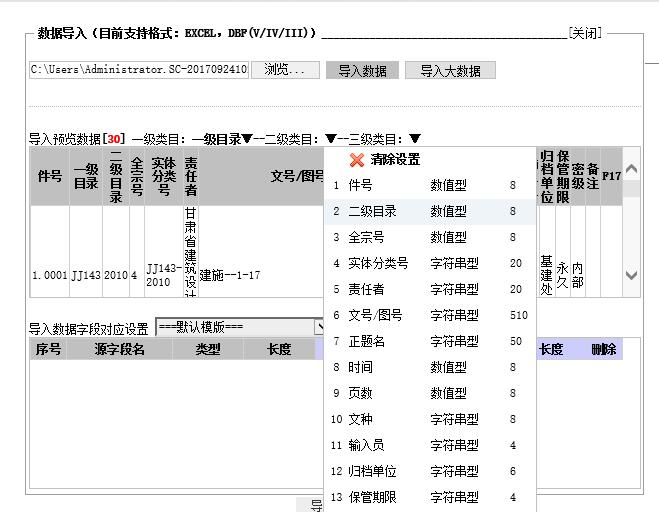 数据导入（目前支持格式：EXCEL，DBF(V/IV/III)）[关闭]
C:\Users\Administrator.SC-2017092410 浏览... 导入数据 导入大数据
导入预览数据[30] 一级类目：一级目录▼--二级类目：▼--三级类目：▼
件号 一级目录 二级目录 全宗号 实体分类号 责任者 文号/图号 归档单位 保管期限 密级 备注 P17
1.0001 JJ143 2010 4 JJ143-2010 甘肃省建筑设计 建施--1-17 基建处 永久 内部
导入数据字段对应设置 ===默认模版===
序号 源字段名 类型 长度 长度 删除
清除设置
1 件号 数值型 8
2 二级目录 数值型 8
3 全宗号 数值型 8
4 实体分类号 字符串型 20
5 责任者 字符串型 20
6 文号/图号 字符串型 510
7 正题名 字符串型 50
8 时间 数值型 8
9 页数 数值型 8
10 文种 字符串型 8
11 输入员 字符串型 4
12 归档单位 字符串型 6
13 保管期限 字符串型 4
导